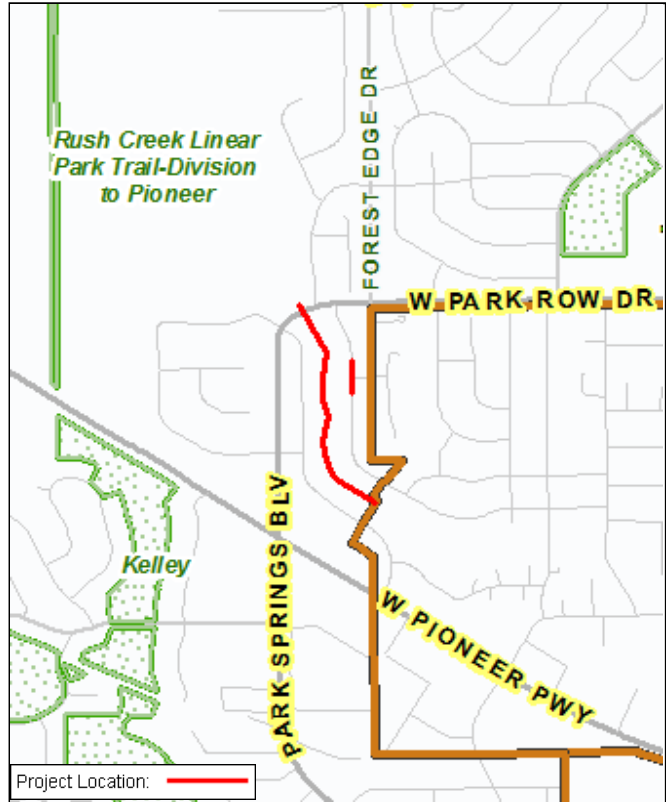 FOREST EDGE DR
Rush Creek Linear
Park Trail-Division
to Pioneer
W PARK ROW DR
PARK SPRINGS BLV
Kelley
W PIONEER PWY
Project Location: